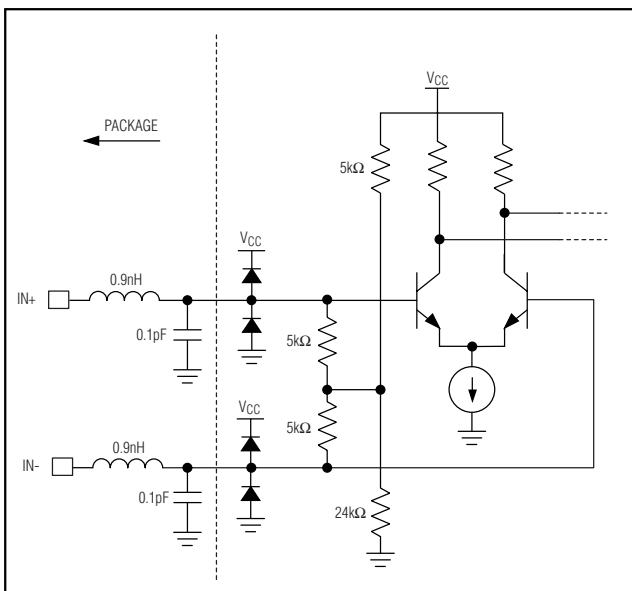 VCC
PACKAGE
5kΩ
VCC
0.9nH
IN+
0.1pF
5kΩ
VCC
5kΩ
0.9nH
IN-
0.1pF
24kΩ